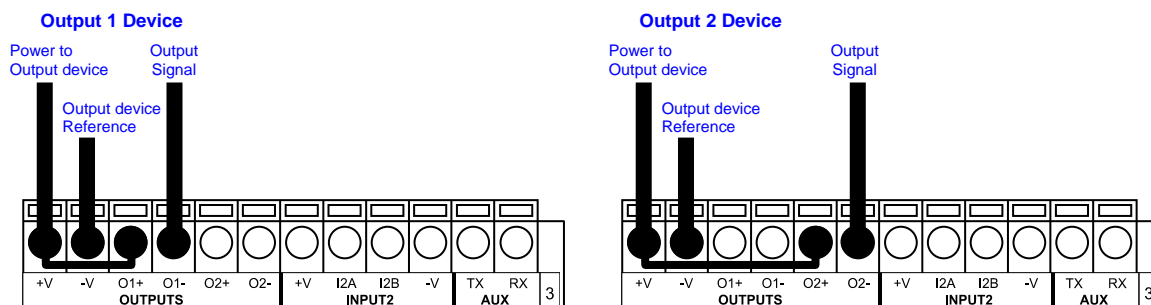 Output 1 Device
Power to
Output device
Output
Signal
Output device
Reference
+V -V O1+ O1- O2+ O2- +V I2A I2B -V TX RX
OUTPUTS INPUT2 AUX 3
Output 2 Device
Power to
Output device
Output
Signal
Output device
Reference
+V -V O1+ O1- O2+ O2- +V I2A I2B -V TX RX
OUTPUTS INPUT2 AUX 3